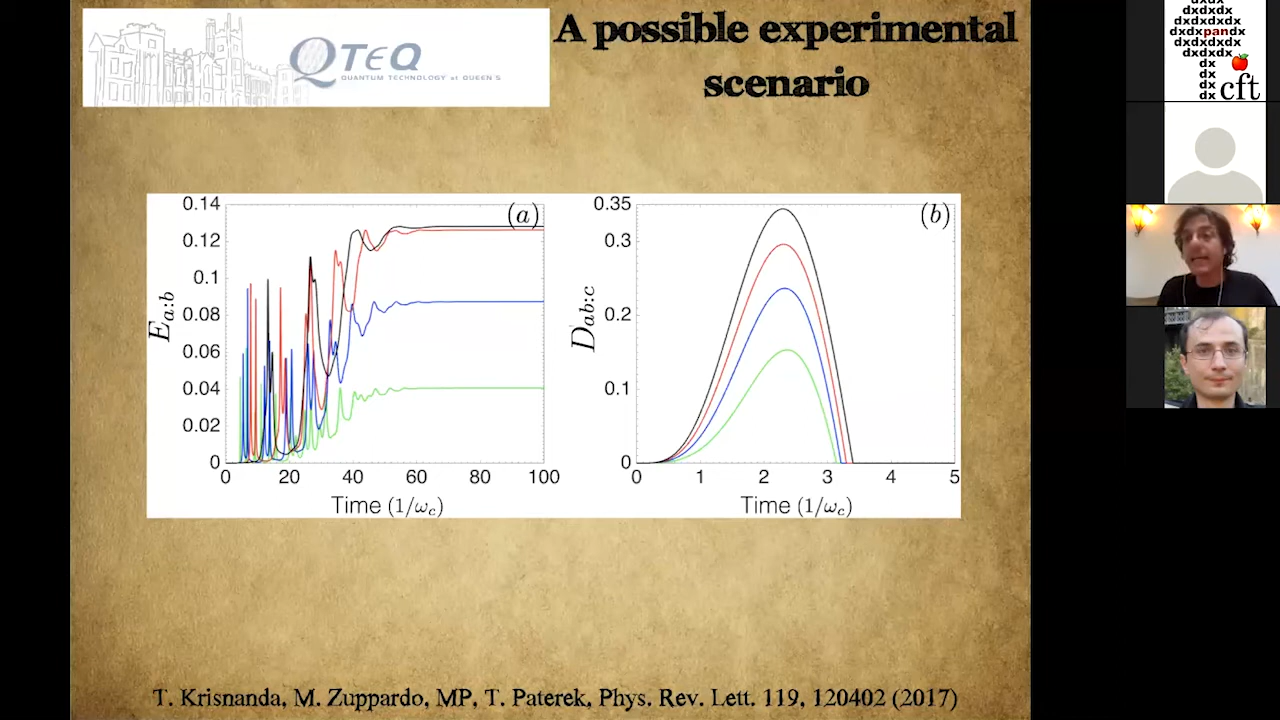 QTEQ
QUANTUM TECHNOLOGY at QUEEN'S
A possible experimental
scenario
0.14
0.12
0.1
0.08
0.06
0.04
0.02
0
0
20
40
60
80
100
E_{a:b}
Time (1/ω_c)
(a)
0.35
0.3
0.2
0.1
0
0
1
2
3
4
5
D_{ab:c}
Time (1/ω_c)
(b)
T. Krisnanda, M. Zuppardo, MP, T. Paterek, Phys. Rev. Lett. 119, 120402 (2017)
dxdx
dxdxdx
dxdxdxdx
dxdxpandx
dxdxdxdx
dxdxdx
dx
dx
dx cft